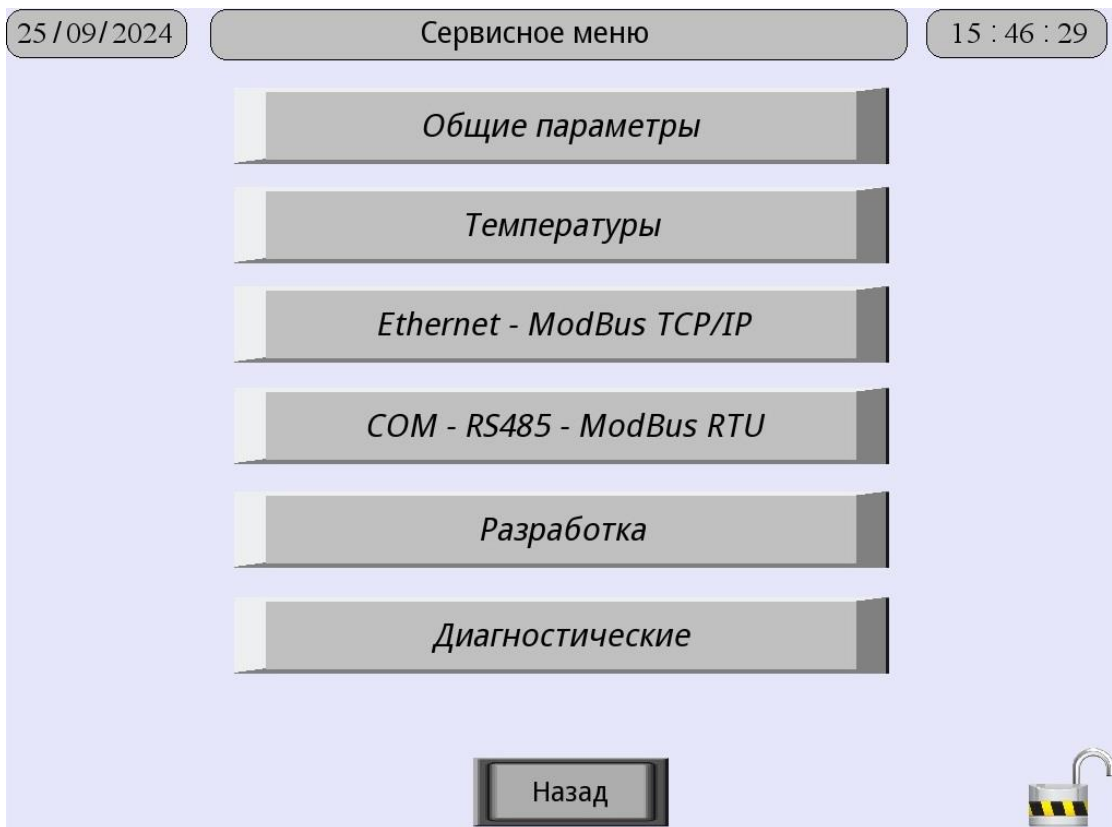 25/09/2024 Сервисное меню 15:46:29
Общие параметры
Температуры
Ethernet - ModBus TCP/IP
COM - RS485 - ModBus RTU
Разработка
Диагностические
Назад